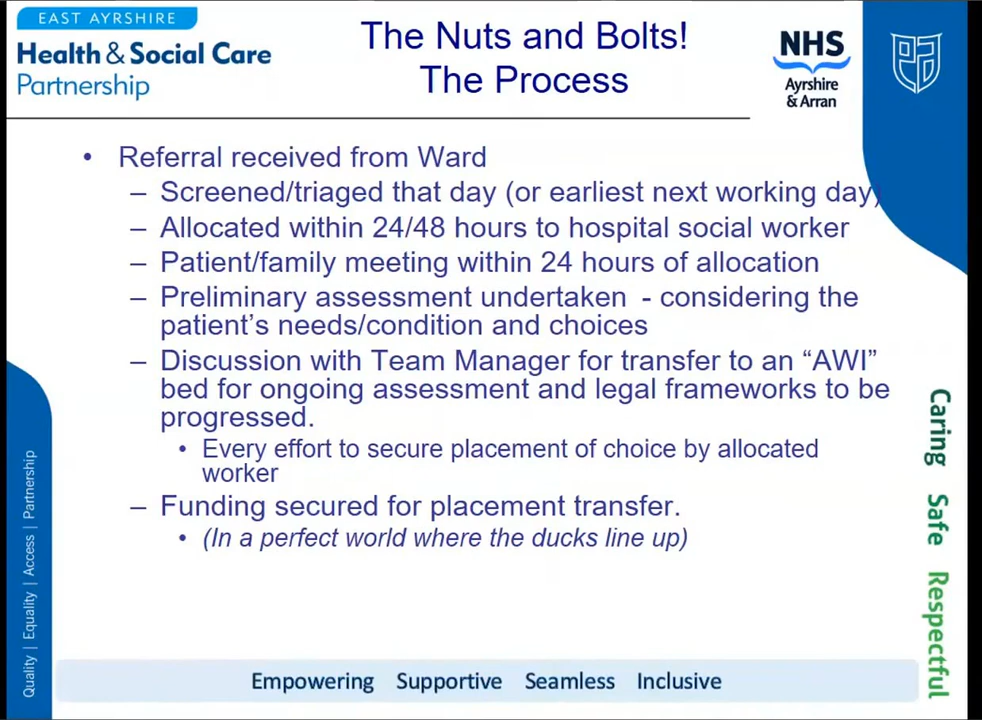 EAST AYRSHIRE
Health & Social Care
Partnership
The Nuts and Bolts!
The Process
NHS
Ayrshire
& Arran
• Referral received from Ward
– Screened/triaged that day (or earliest next working day)
– Allocated within 24/48 hours to hospital social worker
– Patient/family meeting within 24 hours of allocation
– Preliminary assessment undertaken - considering the
patient's needs/condition and choices
– Discussion with Team Manager for transfer to an “AWI”
bed for ongoing assessment and legal frameworks to be
progressed.
• Every effort to secure placement of choice by allocated
worker
– Funding secured for placement transfer.
• (In a perfect world where the ducks line up)
Quality | Equality | Access | Partnership
Caring Safe Respectful
Empowering Supportive Seamless Inclusive